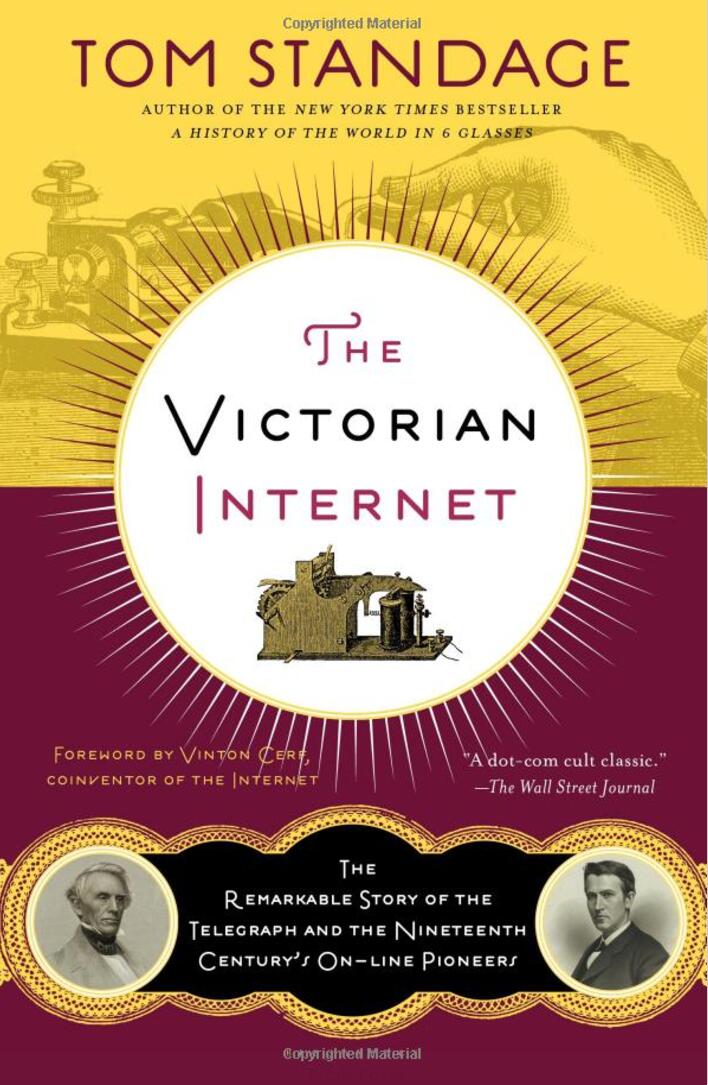 Copyrighted Material
TOM STANDAGE
AUTHOR OF THE NEW YORK TIMES BESTSELLER
A HISTORY OF THE WORLD IN 6 GLASSES
THE
VICTORIAN
INTERNET
FOREWORD BY VINTON CERF,
COINVENTOR OF THE INTERNET
"A dot-com cult classic."
—The Wall Street Journal
THE
REMARKABLE STORY OF THE
TELEGRAPH AND THE NINETEENTH
CENTURY'S ON-LINE PIONEERS
Copyrighted Material